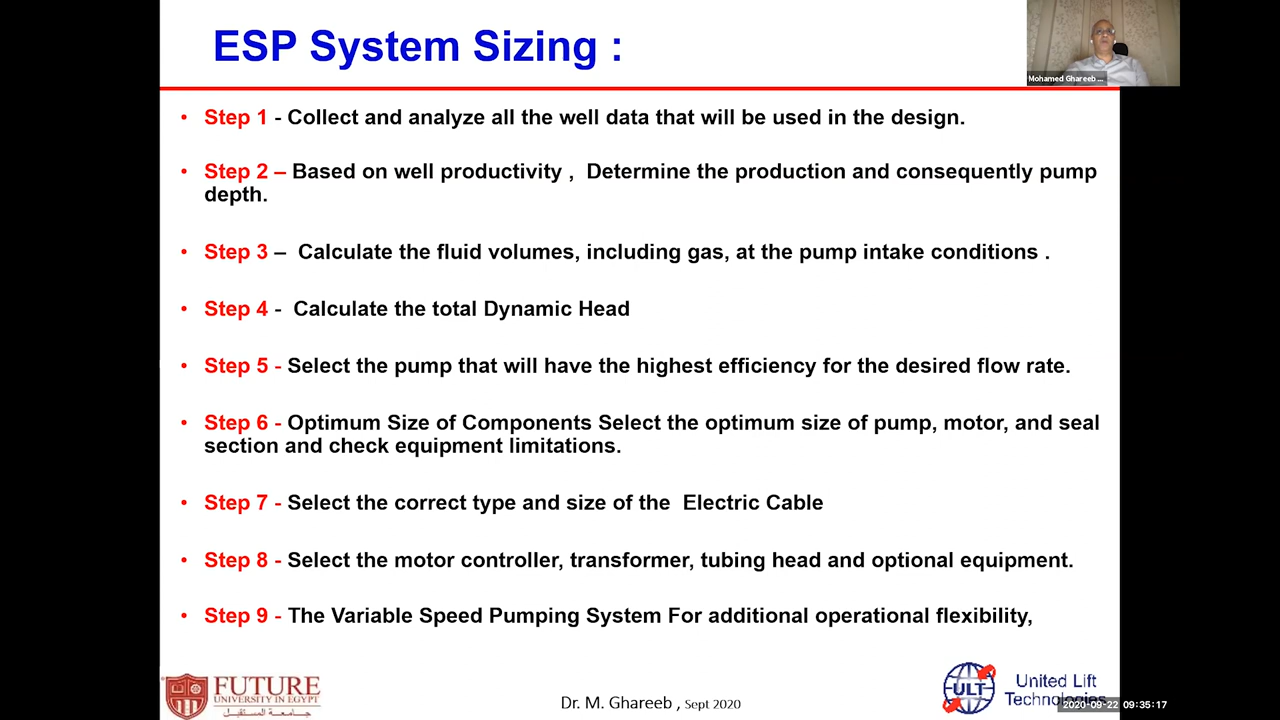 ESP System Sizing :
Mohamed Ghareeb ...
• Step 1 - Collect and analyze all the well data that will be used in the design.
• Step 2 – Based on well productivity , Determine the production and consequently pump
depth.
• Step 3 – Calculate the fluid volumes, including gas, at the pump intake conditions .
• Step 4 - Calculate the total Dynamic Head
• Step 5 - Select the pump that will have the highest efficiency for the desired flow rate.
• Step 6 - Optimum Size of Components Select the optimum size of pump, motor, and seal
section and check equipment limitations.
• Step 7 - Select the correct type and size of the Electric Cable
• Step 8 - Select the motor controller, transformer, tubing head and optional equipment.
• Step 9 - The Variable Speed Pumping System For additional operational flexibility,
FUTURE
UNIVERSITY IN EGYPT
جامعة المستقبل
Dr. M. Ghareeb , Sept 2020
ULT
United Lift
Technologies
2020-09-22 09:35:17